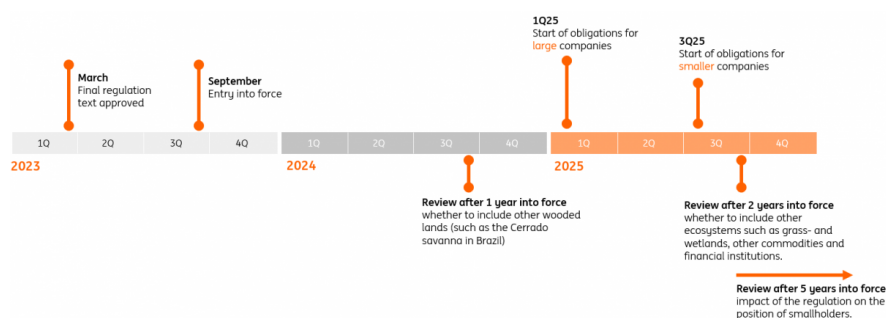 1Q25
Start of obligations for
large companies
3Q25
Start of obligations for
smaller companies
March
Final regulation
text approved
September
Entry into force
1Q 2Q 3Q 4Q 1Q 2Q 3Q 4Q 1Q 2Q 3Q 4Q
2023 2024 2025
Review after 1 year into force
whether to include other wooded
lands (such as the Cerrado
savanna in Brazil)
Review after 2 years into force
whether to include other
ecosystems such as grass- and
wetlands, other commodities and
financial institutions.
Review after 5 years into force
impact of the regulation on the
position of smallholders.